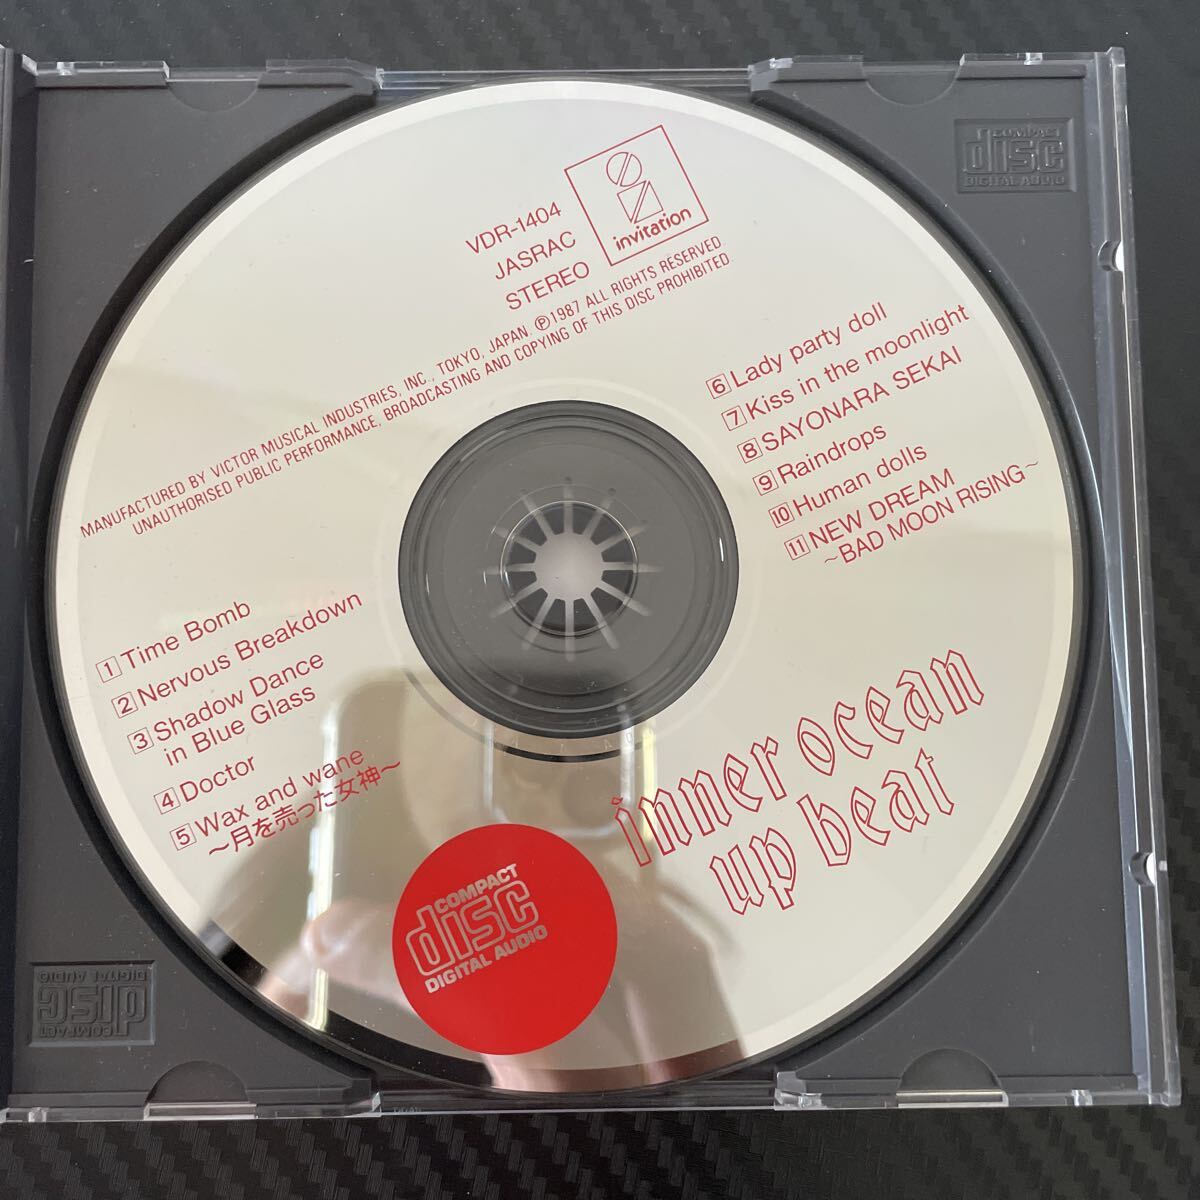 invitation
VDR-1404
JASRAC
STEREO
MANUFACTURED BY VICTOR MUSICAL INDUSTRIES, INC., TOKYO, JAPAN. ℗1987 ALL RIGHTS RESERVED.
UNAUTHORISED PUBLIC PERFORMANCE, BROADCASTING AND COPYING OF THIS DISC PROHIBITED.
1 Time Bomb
2 Nervous Breakdown
3 Shadow Dance
in Blue Glass
4 Doctor
5 Wax and wane
～月を売った女神～
6 Lady party doll
7 Kiss in the moonlight
8 SAYONARA SEKAI
9 Raindrops
10 Human dolls
11 NEW DREAM
～BAD MOON RISING～
inner ocean
up beat
COMPACT
disc
DIGITAL AUDIO
COMPACT
disc
DIGITAL AUDIO
COMPACT
disc
DIGITAL AUDIO